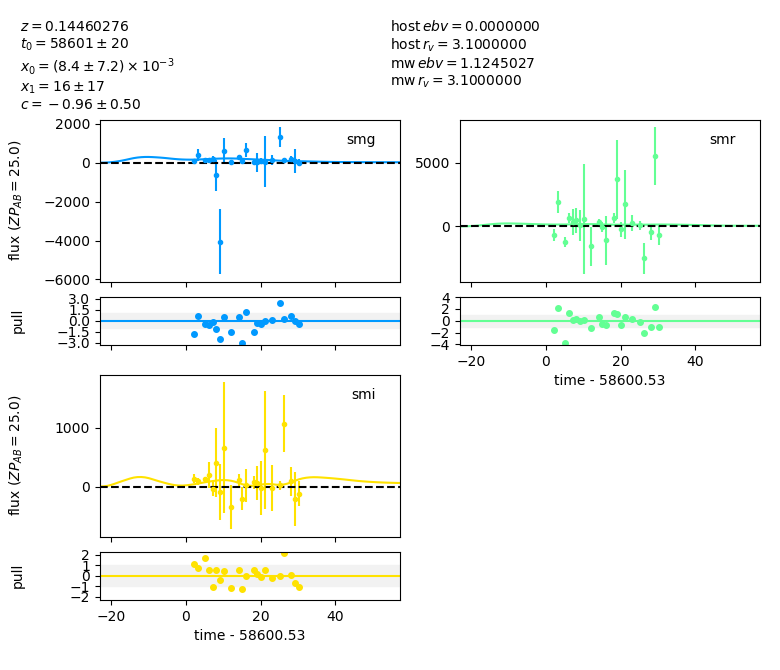 z = 0.14460276
t₀ = 58601 ± 20
x₀ = (8.4 ± 7.2) × 10⁻³
x₁ = 16 ± 17
c = −0.96 ± 0.50
host ebv = 0.0000000
host r_v = 3.1000000
mw ebv = 1.1245027
mw r_v = 3.1000000
smg
2000
0
−2000
−4000
−6000
flux (ZP_AB = 25.0)
smr
5000
0
3.0
1.5
0.0
−1.5
−3.0
pull
4
2
0
−2
−4
−20 0 20 40
time - 58600.53
smi
1000
0
flux (ZP_AB = 25.0)
2
1
0
−1
−2
pull
−20 0 20 40
time - 58600.53